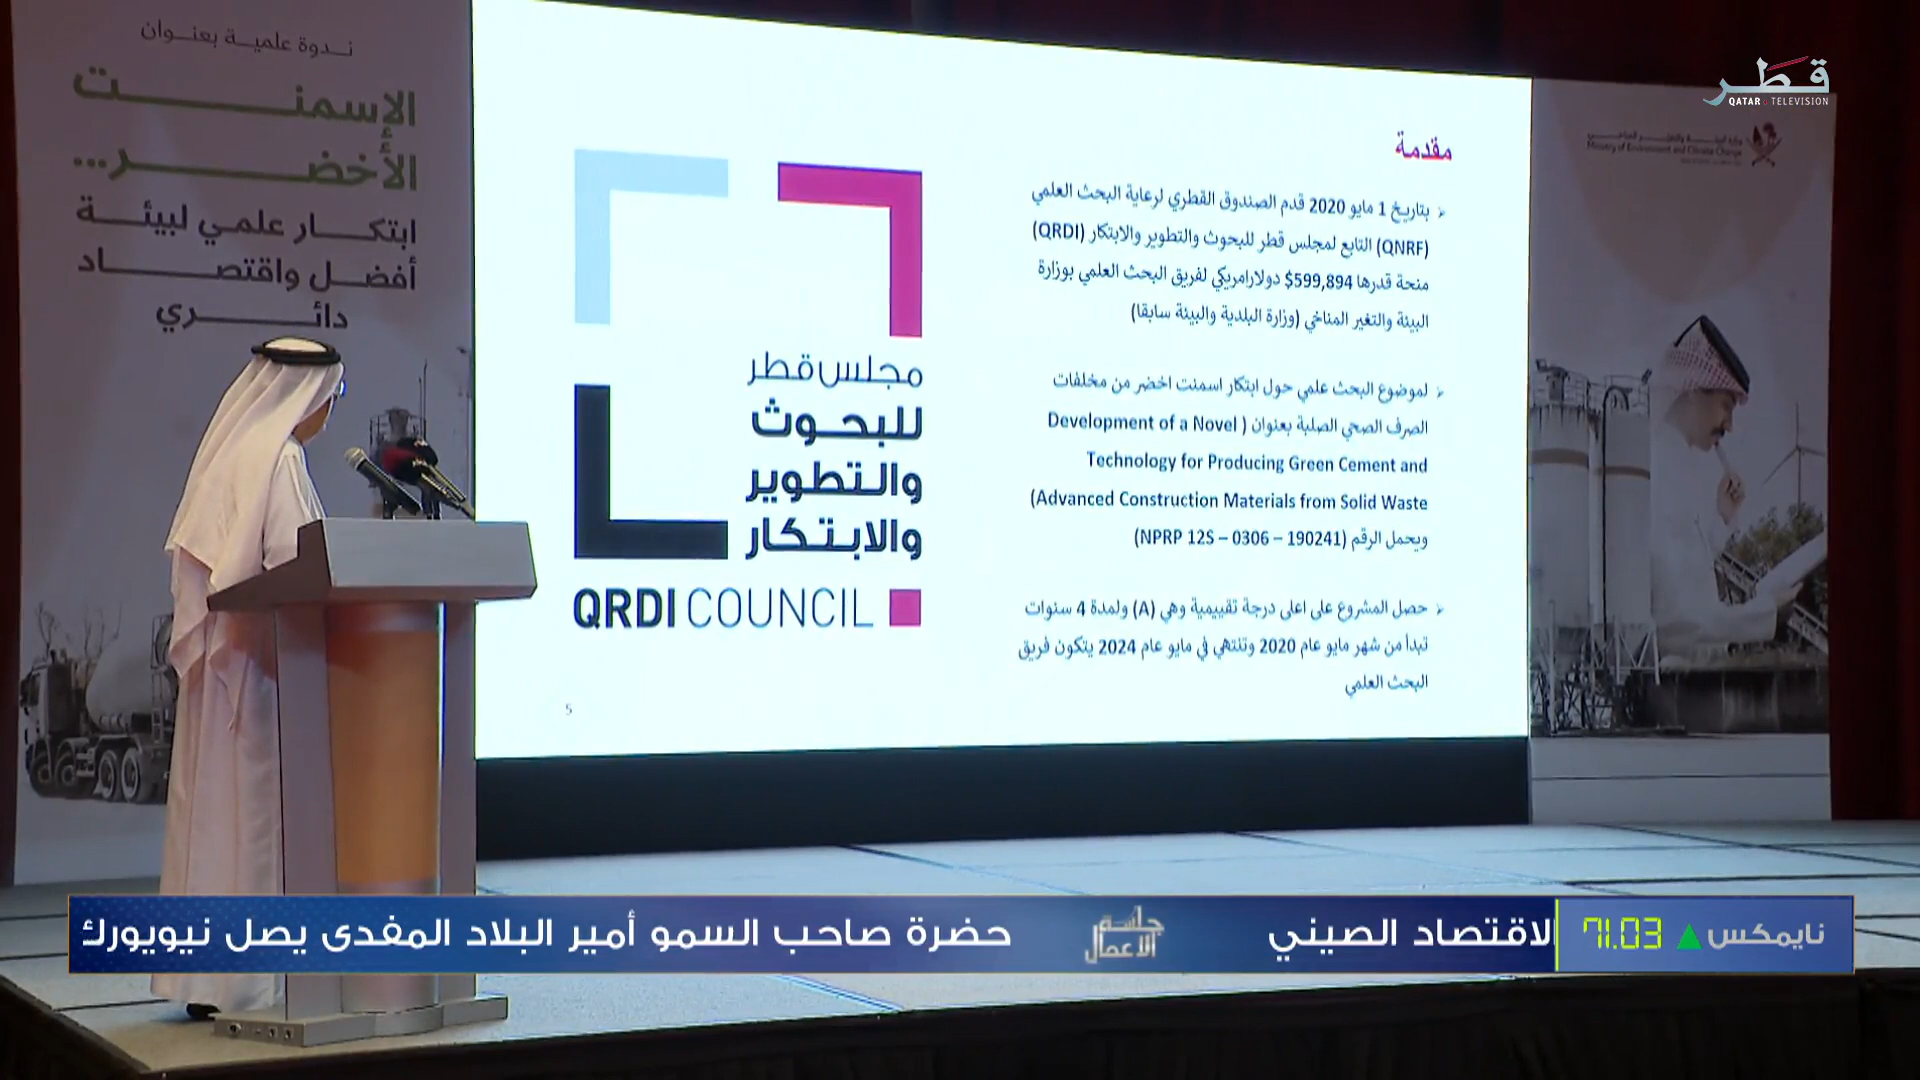 ندوة علمية بعنوان
الإسمنت
الأخضر...
ابتكار علمي لبيئة
أفضل واقتصاد
دائري
قطر
QATAR TELEVISION
Ministry of Environment and Climate Change
مقدمة
بتاريخ 1 مايو 2020 قدم الصندوق القطري لرعاية البحث العلمي
(QNRF) التابع لمجلس قطر للبحوث والتطوير والابتكار (QRDI)
منحة قدرها 599,894$ دولارامريكي لفريق البحث العلمي بوزارة
البيئة والتغير المناخي (وزارة البلدية والبيئة سابقا)
لموضوع البحث علمي حول ابتكار اسمنت اخضر من مخلفات
الصرف الصحي الصلبة بعنوان ( Development of a Novel
Technology for Producing Green Cement and
Advanced Construction Materials from Solid Waste)
ويحمل الرقم (NPRP 12S – 0306 – 190241)
حصل المشروع على اعلى درجة تقييمية وهي (A) ولمدة 4 سنوات
تبدأ من شهر مايو عام 2020 وتنتهي في مايو عام 2024 يتكون فريق
البحث العلمي
مجلس قطر
للبحوث
والتطوير
والابتكار
QRDI COUNCIL
5
نايمكس 71.03
الاقتصاد الصيني
جلسة الأعمال
حضرة صاحب السمو أمير البلاد المفدى يصل نيويورك